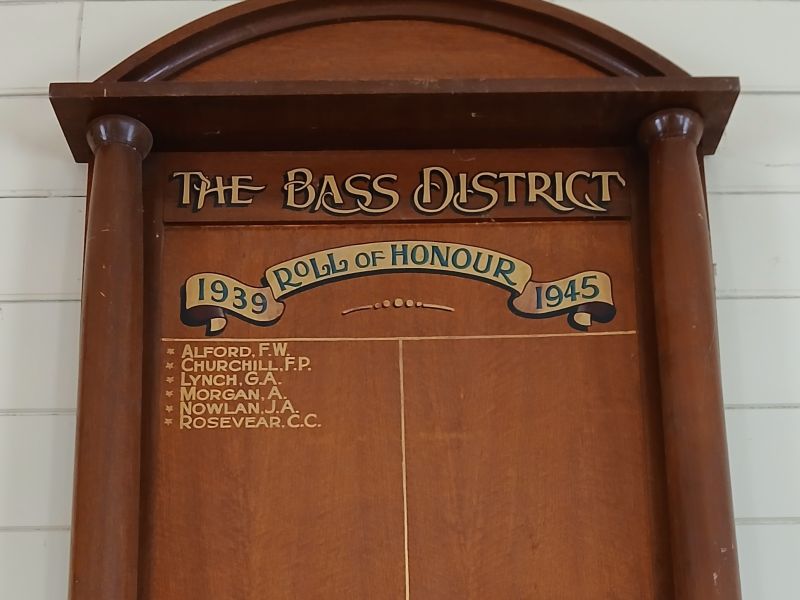 THE BASS DISTRICT
1939 ROLL OF HONOUR 1945
* ALFORD, F.W.
* CHURCHILL, F.P.
* LYNCH, G.A.
* MORGAN, A.
* NOWLAN, J.A.
* ROSEVEAR, C.C.